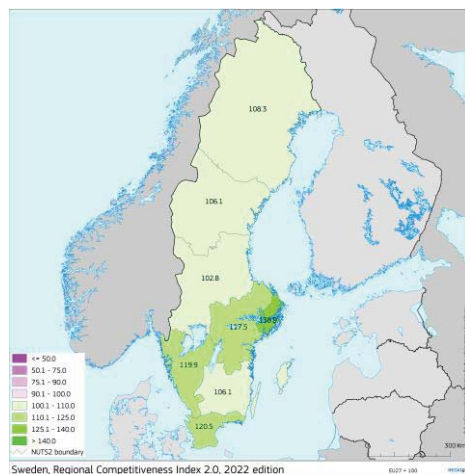 108.3
106.1
102.8
117.5
119.9
106.1
120.5
<= 50.0
50.1 - 75.0
75.1 - 90.0
90.1 - 100.0
100.1 - 110.0
110.1 - 125.0
125.1 - 140.0
> 140.0
NUTS2 boundary
300 Km
Sweden, Regional Competitiveness Index 2.0, 2022 edition
EU27 = 100